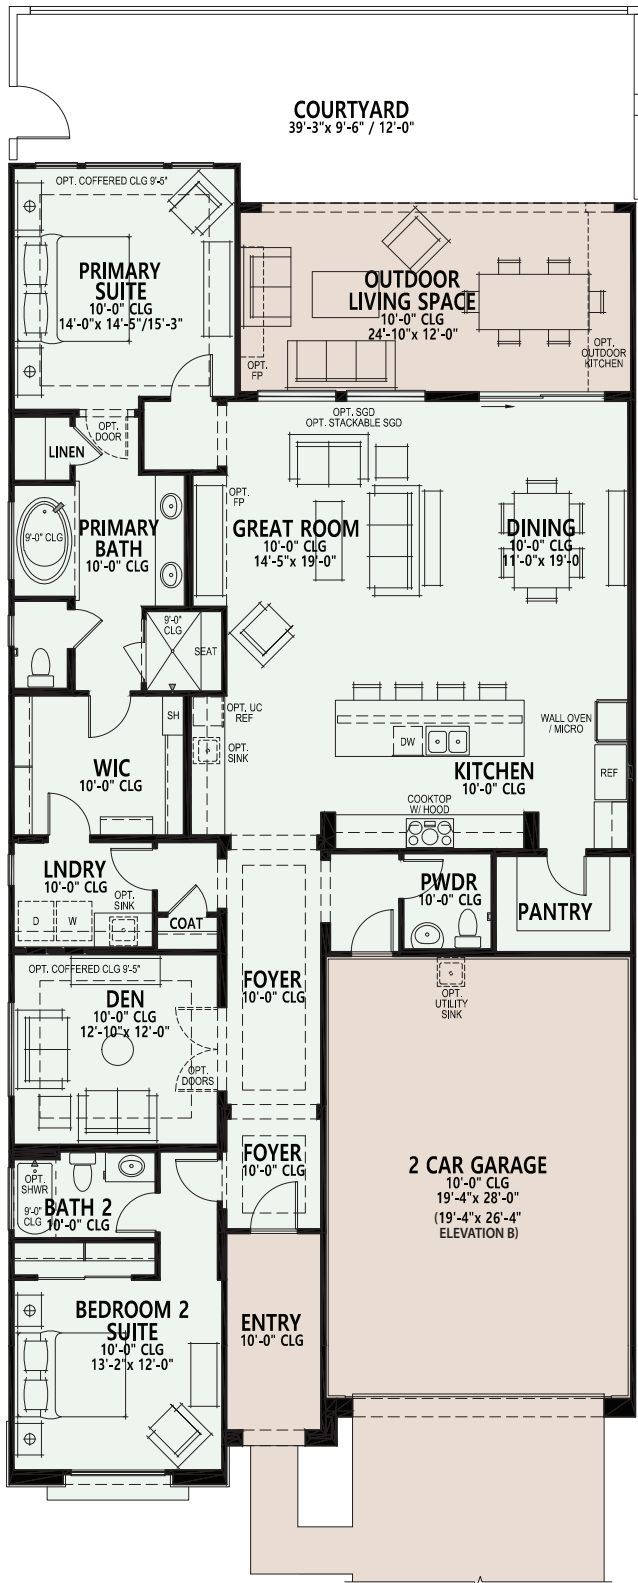 COURTYARD
39'-3"x 9'-6" / 12'-0"
OPT. COFFERED CLG 9'-5"
PRIMARY
SUITE
10'-0" CLG
14'-0"x 14'-5"/15'-3"
OUTDOOR
LIVING SPACE
10'-0" CLG
24'-10"x 12'-0"
OPT.
FP
OPT.
OUTDOOR
KITCHEN
OPT.
DOOR
LINEN
OPT. SGD
OPT. STACKABLE SGD
9'-0" CLG
PRIMARY
BATH
10'-0" CLG
OPT.
FP
GREAT ROOM
10'-0" CLG
14'-5"x 19'-0"
DINING
10'-0" CLG
11'-0"x 19'-0
9'-0"
CLG
SEAT
SH
OPT. UC
REF
OPT.
SINK
WIC
10'-0" CLG
WALL OVEN
/ MICRO
DW
KITCHEN
10'-0" CLG
REF
COOKTOP
W/ HOOD
LNDRY
10'-0" CLG
OPT.
SINK
D
W
COAT
PWDR
10'-0" CLG
PANTRY
OPT. COFFERED CLG 9'-5"
DEN
10'-0" CLG
12'-10"x 12'-0"
OPT.
DOORS
FOYER
10'-0" CLG
OPT.
UTILITY
SINK
FOYER
10'-0" CLG
2 CAR GARAGE
10'-0" CLG
19'-4"x 28'-0"
(19'-4"x 26'-4"
ELEVATION B)
OPT.
SHWR
9'-0"
CLG
BATH 2
10'-0" CLG
BEDROOM 2
SUITE
10'-0" CLG
13'-2"x 12'-0"
ENTRY
10'-0" CLG